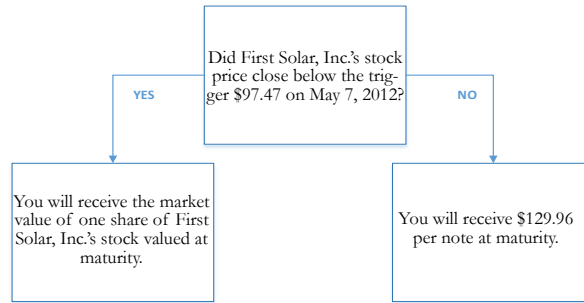 Did First Solar, Inc.'s stock
price close below the trig-
ger $97.47 on May 7, 2012?
YES
NO
You will receive the market
value of one share of First
Solar, Inc.'s stock valued at
maturity.
You will receive $129.96
per note at maturity.